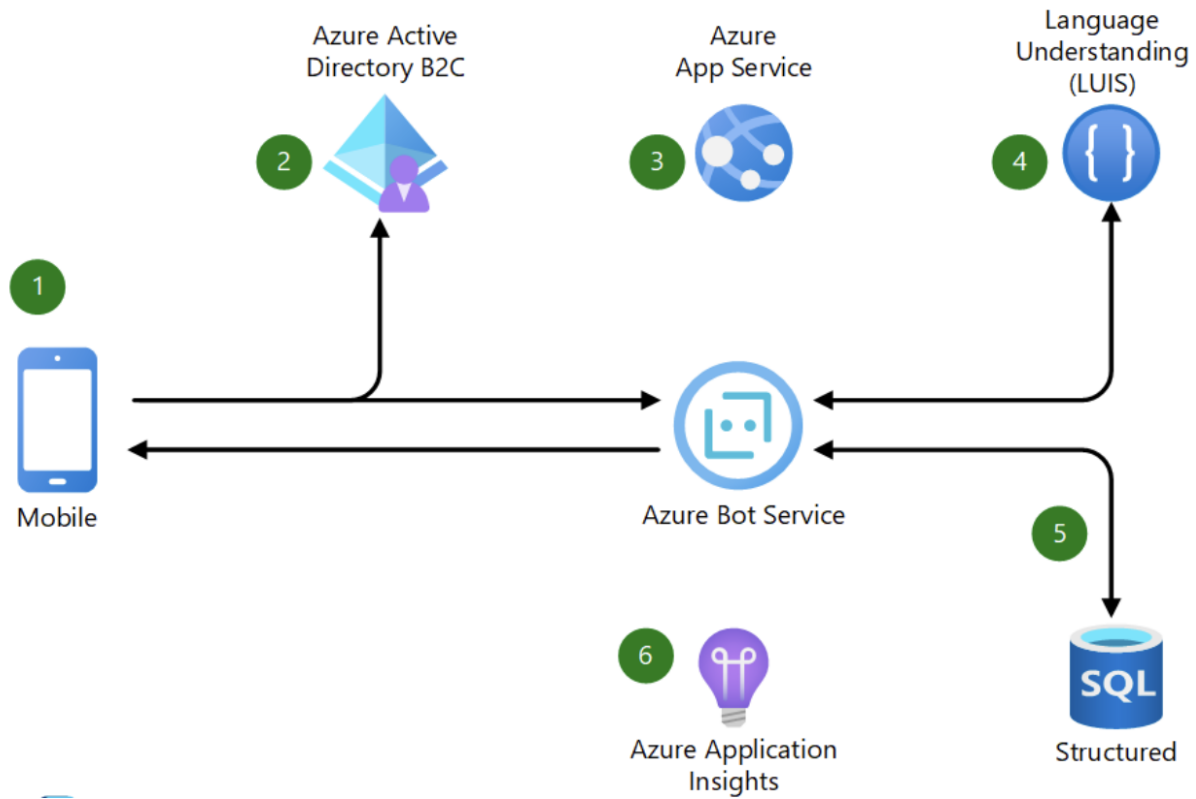 Azure Active
Directory B2C
2
Azure
App Service
3
Language
Understanding
(LUIS)
4
{ }
1
Mobile
Azure Bot Service
5
6
Azure Application
Insights
SQL
Structured